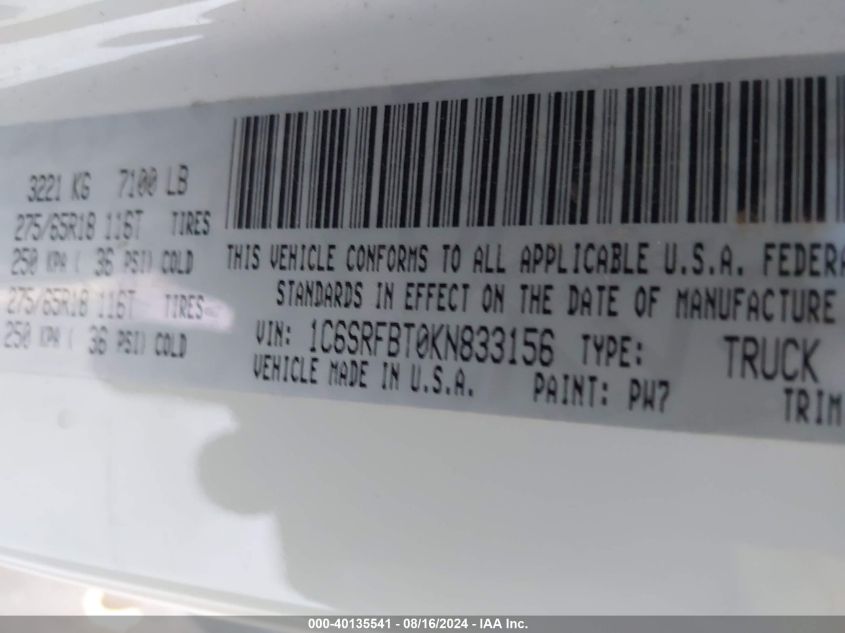 3221 KG 7100 LB
275/65R18 116T TIRES
250 KPA ( 36 PSI) COLD
275/65R18 116T TIRES
250 KPA ( 36 PSI) COLD
THIS VEHICLE CONFORMS TO ALL APPLICABLE U.S.A. FEDERA
STANDARDS IN EFFECT ON THE DATE OF MANUFACTURE
VIN: 1C6SRFBT0KN833156 TYPE: TRUCK
VEHICLE MADE IN U.S.A. PAINT: PW7 TRIM
000-40135541 - 08/16/2024 - IAA Inc.